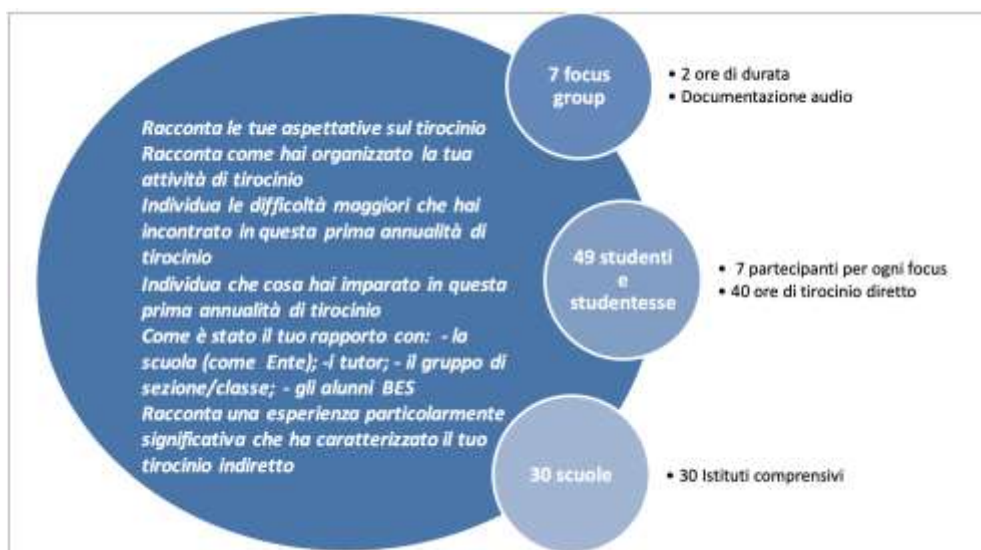 Racconta le tue aspettative sul tirocinio
Racconta come hai organizzato la tua
attività di tirocinio
Individua le difficoltà maggiori che hai
incontrato in questa prima annualità di
tirocinio
Individua che cosa hai imparato in questa
prima annualità di tirocinio
Come è stato il tuo rapporto con: - la
scuola (come Ente); -i tutor; - il gruppo di
sezione/classe; - gli alunni BES
Racconta una esperienza particolarmente
significativa che ha caratterizzato il tuo
tirocinio indiretto
7 focus
group
• 2 ore di durata
• Documentazione audio
49 studenti
e
studentesse
• 7 partecipanti per ogni focus
• 40 ore di tirocinio diretto
30 scuole
• 30 Istituti comprensivi